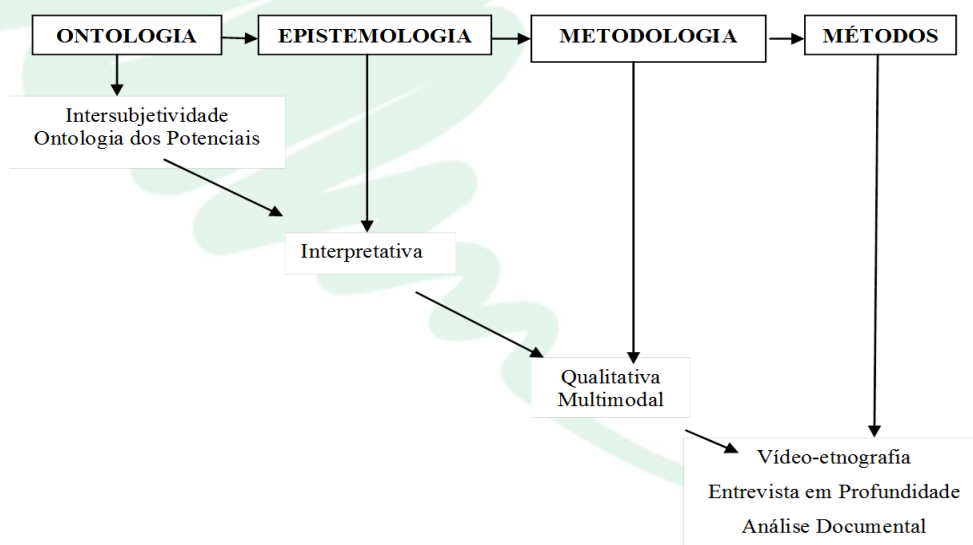 ONTOLOGIA
EPISTEMOLOGIA
METODOLOGIA
MÉTODOS
Intersubjetividade
Ontologia dos Potenciais
Interpretativa
Qualitativa
Multimodal
Vídeo-etnografia
Entrevista em Profundidade
Análise Documental